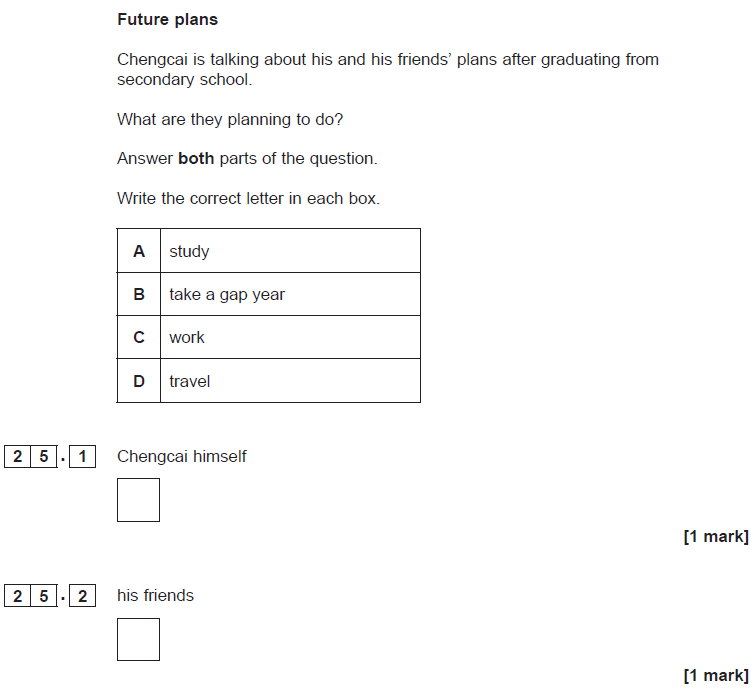 Future plans
Chengcai is talking about his and his friends’ plans after graduating from
secondary school.
What are they planning to do?
Answer both parts of the question.
Write the correct letter in each box.
A study
B take a gap year
C work
D travel
2 5 . 1 Chengcai himself
[1 mark]
2 5 . 2 his friends
[1 mark]